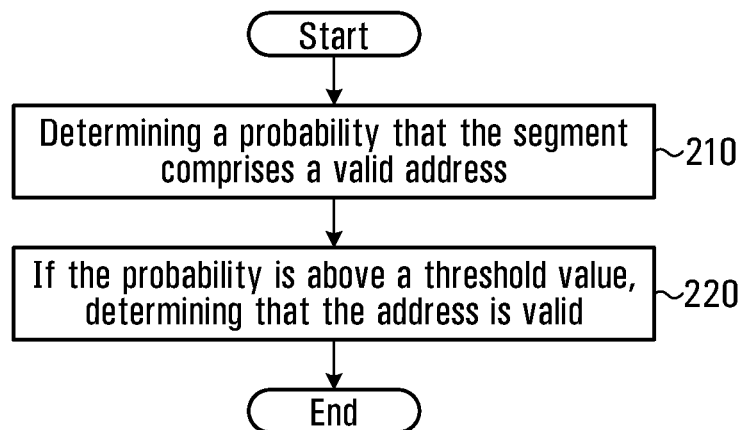 Start
Determining a probability that the segment
comprises a valid address
210
If the probability is above a threshold value,
determining that the address is valid
220
End